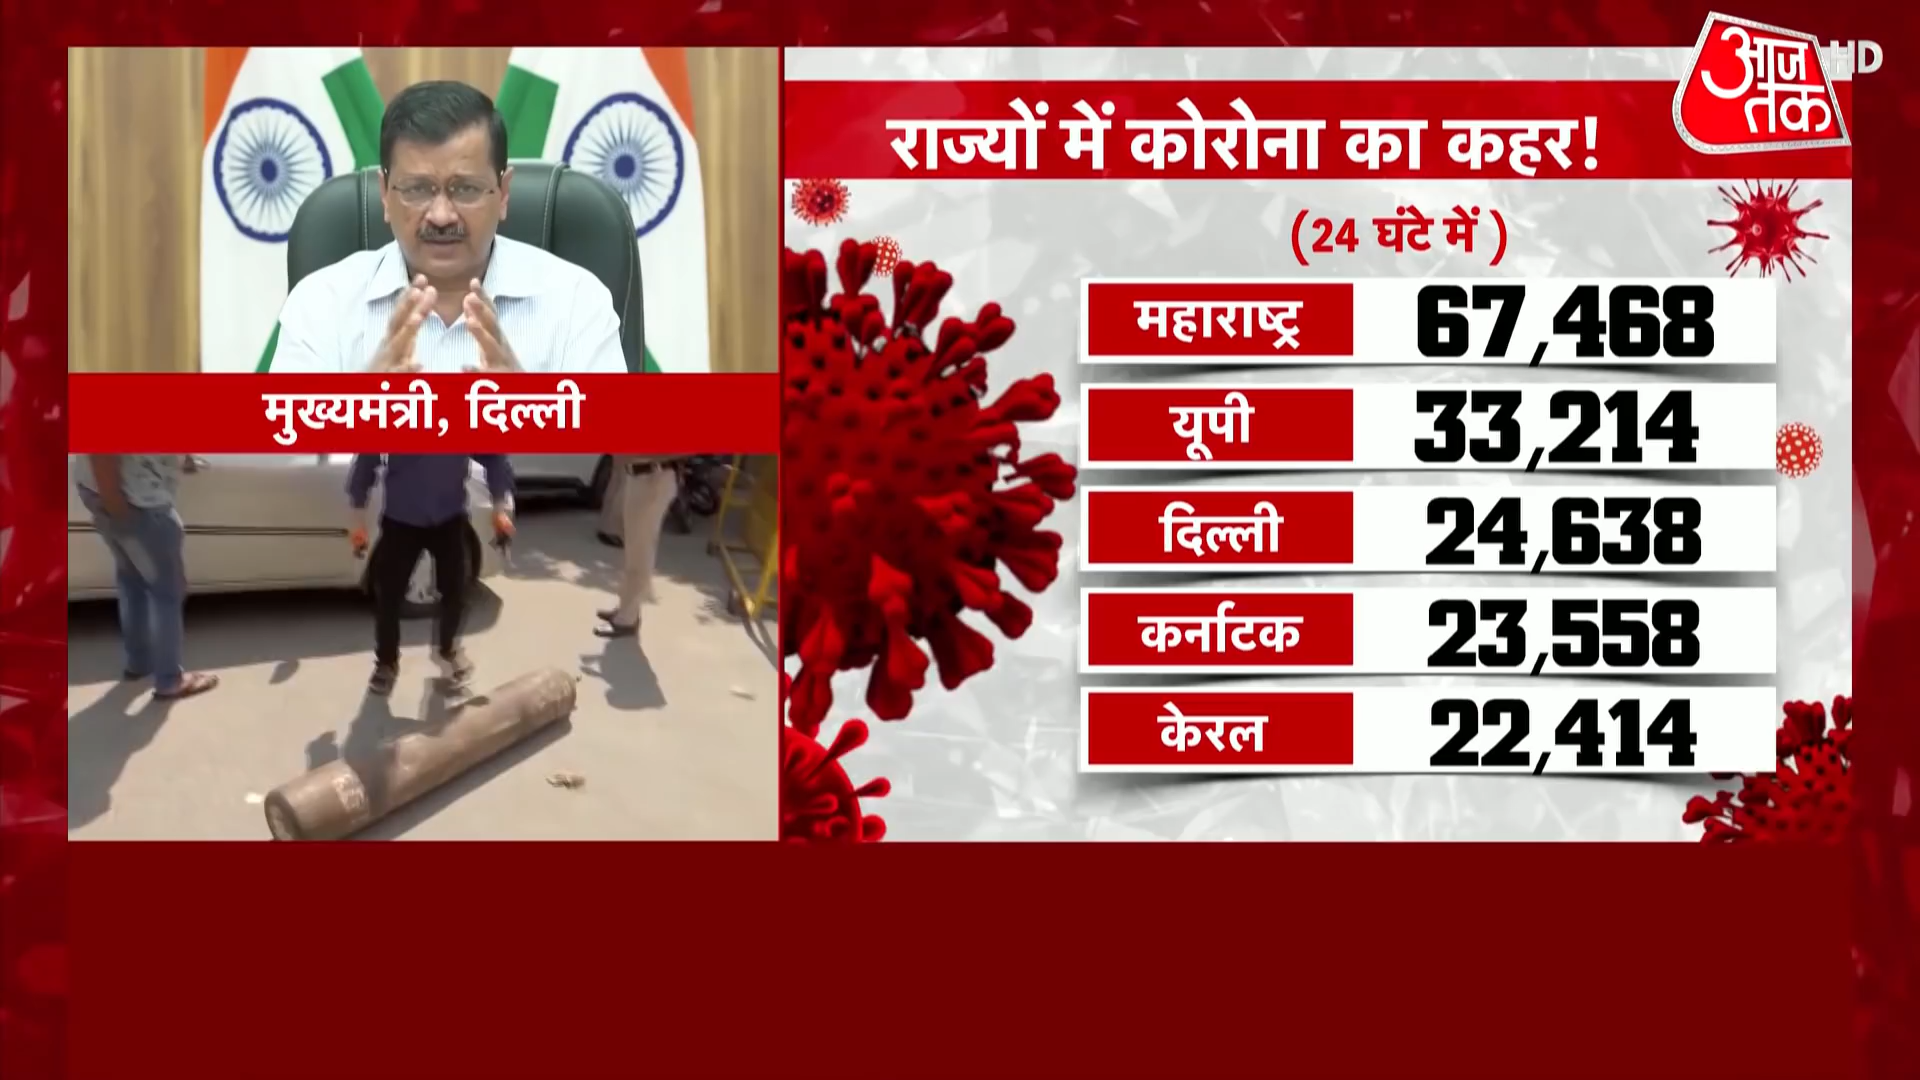 आज
तक
HD
राज्यों में कोरोना का कहर!
(24 घंटे में )
महाराष्ट्र 67,468
यूपी 33,214
दिल्ली 24,638
कर्नाटक 23,558
केरल 22,414
मुख्यमंत्री, दिल्ली